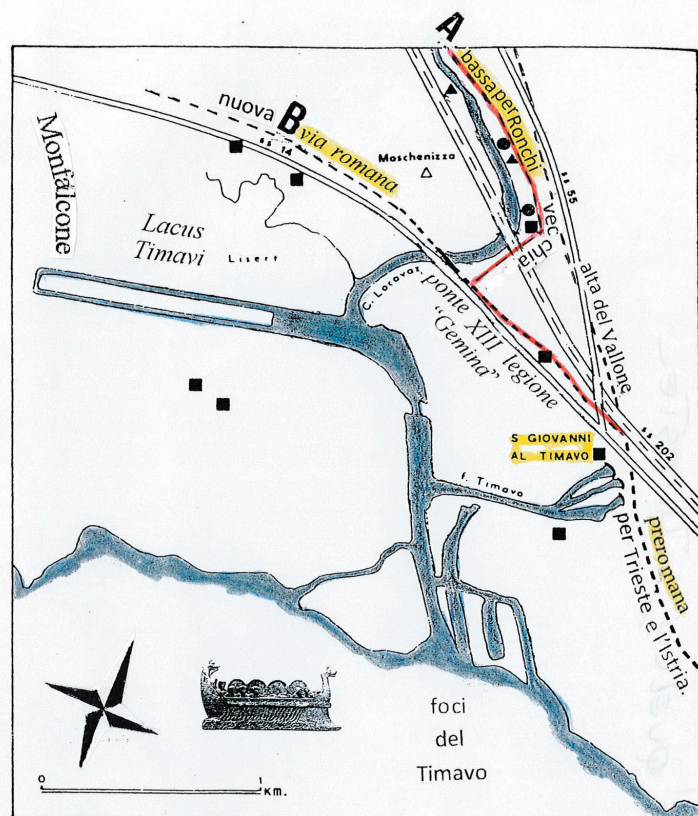 A
bassa per Ronchi
nuova B via romana
ss 14
Monfalcone
Moschenizza
ss 55
vec chia
Lacus
Timavi
Lisert
C. Locavaz
ponte XIII legione
"Gemina"
alta del Vallone
ss 202
S GIOVANNI
AL TIMAVO
f. Timavo
preromana
per Trieste e l'Istria.
foci
del
Timavo
0 1
KM.